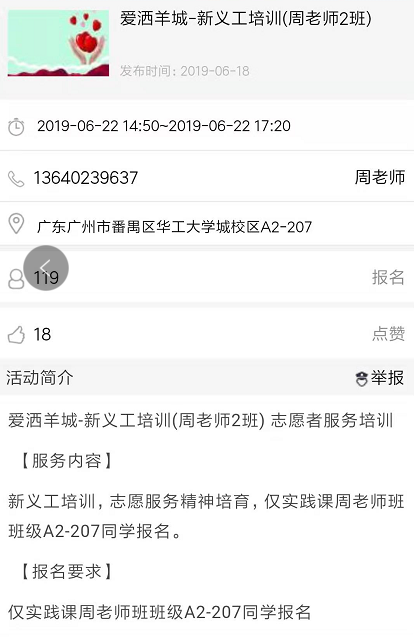 爱洒羊城-新义工培训(周老师2班)
发布时间: 2019-06-18
2019-06-22 14:50~2019-06-22 17:20
13640239637 周老师
广东广州市番禺区华工大学城校区A2-207
119 报名
18 点赞
活动简介 举报
爱洒羊城-新义工培训(周老师2班) 志愿者服务培训
【服务内容】
新义工培训，志愿服务精神培育，仅实践课周老师班
班级A2-207同学报名。
【报名要求】
仅实践课周老师班班级A2-207同学报名